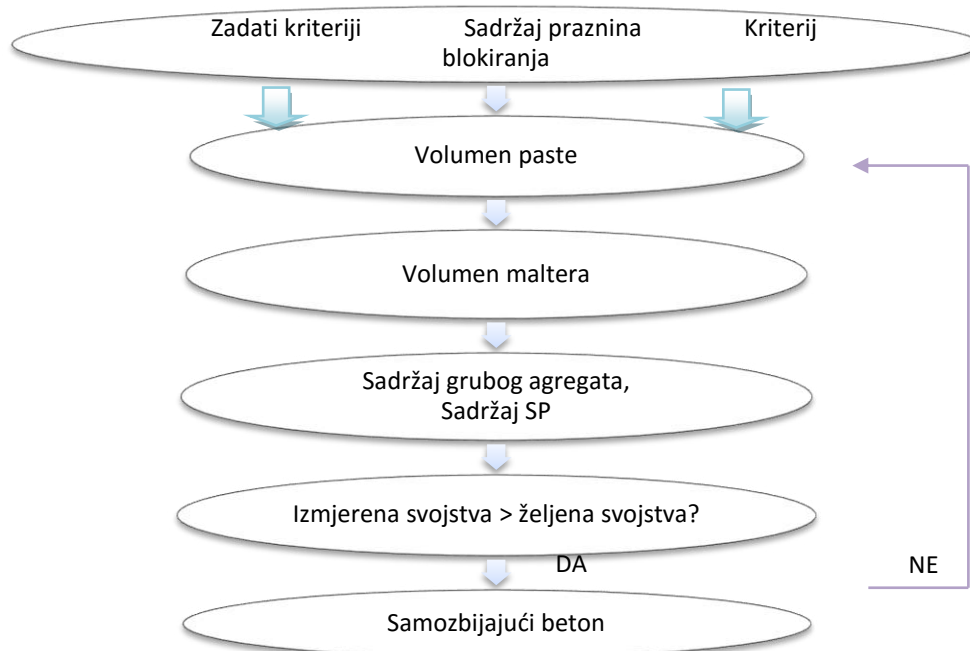 Zadati kriteriji Sadržaj praznina Kriterij
blokiranja
Volumen paste
Volumen maltera
Sadržaj grubog agregata,
Sadržaj SP
Izmjerena svojstva > željena svojstva?
DA NE
Samozbijajući beton